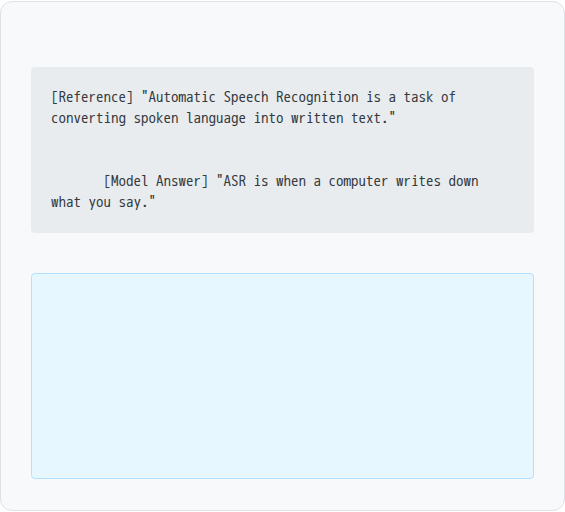 [Reference] "Automatic Speech Recognition is a task of
converting spoken language into written text."
[Model Answer] "ASR is when a computer writes down
what you say."